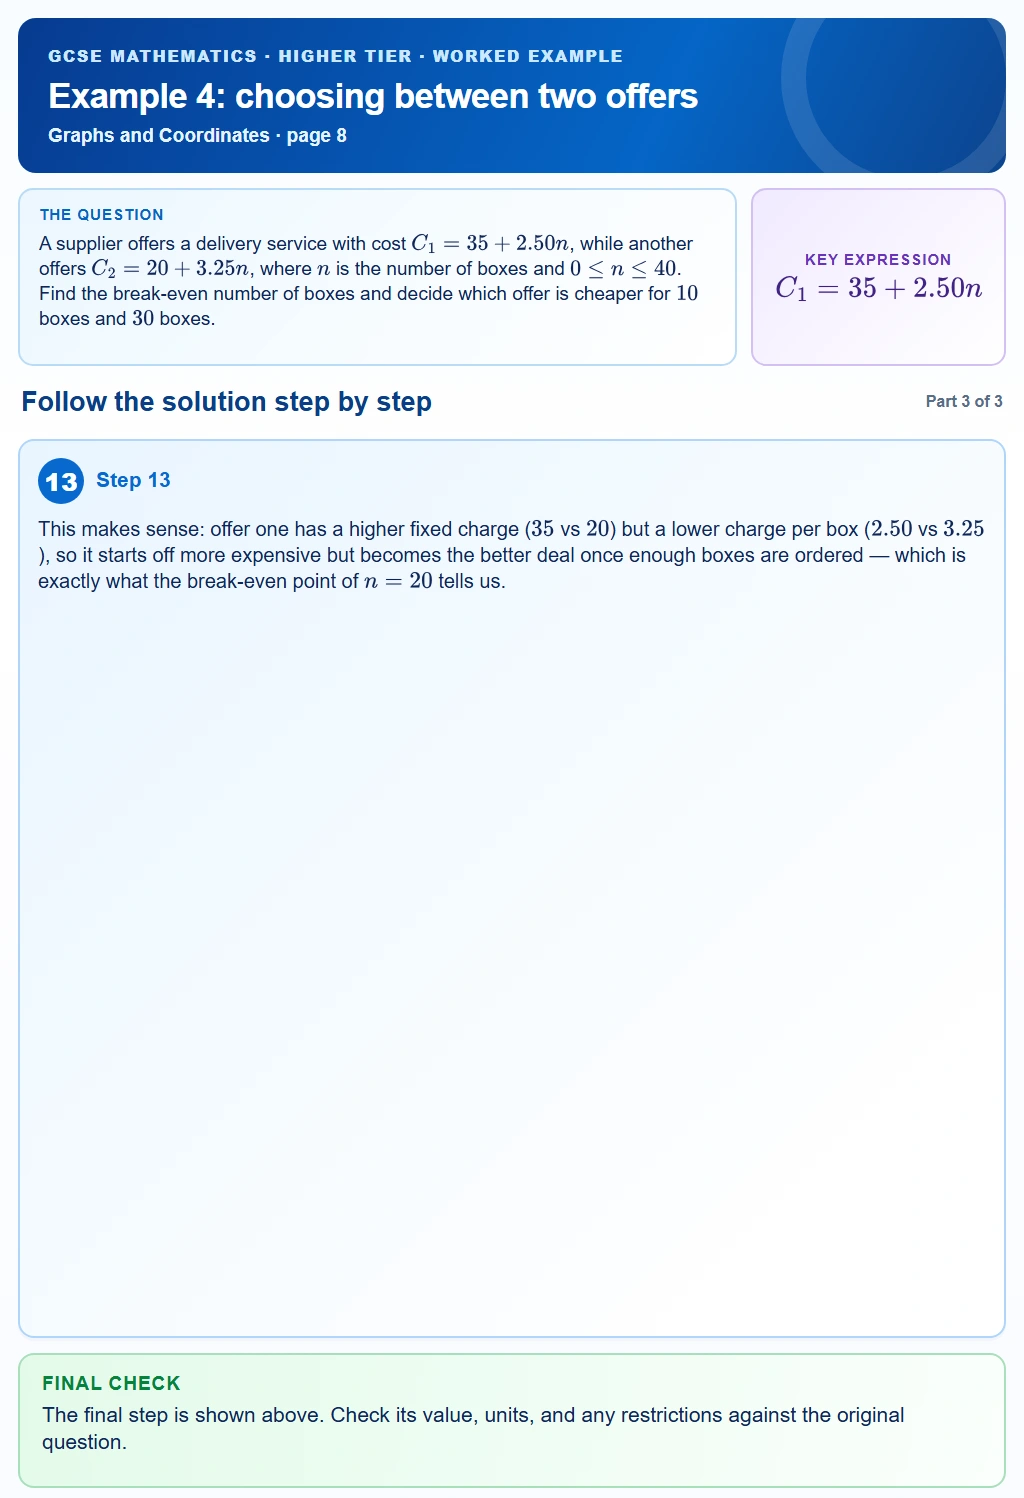 GCSE MATHEMATICS · HIGHER TIER · WORKED EXAMPLE
Example 4: choosing between two offers
Graphs and Coordinates · page 8
THE QUESTION
A supplier offers a delivery service with cost C₁ = 35 + 2.50n, while another
offers C₂ = 20 + 3.25n, where n is the number of boxes and 0 ≤ n ≤ 40.
Find the break-even number of boxes and decide which offer is cheaper for 10
boxes and 30 boxes.
KEY EXPRESSION
C₁ = 35 + 2.50n
Follow the solution step by step
Part 3 of 3
13 Step 13
This makes sense: offer one has a higher fixed charge (35 vs 20) but a lower charge per box (2.50 vs 3.25
), so it starts off more expensive but becomes the better deal once enough boxes are ordered — which is
exactly what the break-even point of n = 20 tells us.
FINAL CHECK
The final step is shown above. Check its value, units, and any restrictions against the original
question.